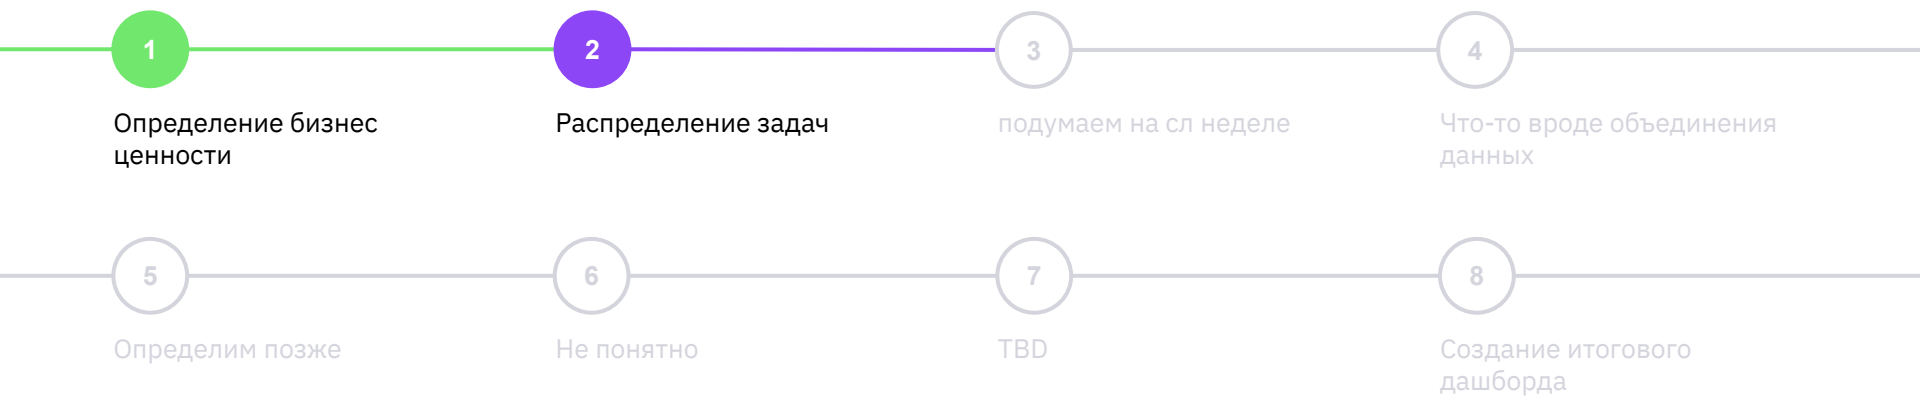 1
2
3
4
Определение бизнес
ценности
Распределение задач
подумаем на сл неделе
Что-то вроде объединения
данных
5
6
7
8
Определим позже
Не понятно
TBD
Создание итогового
дашборда